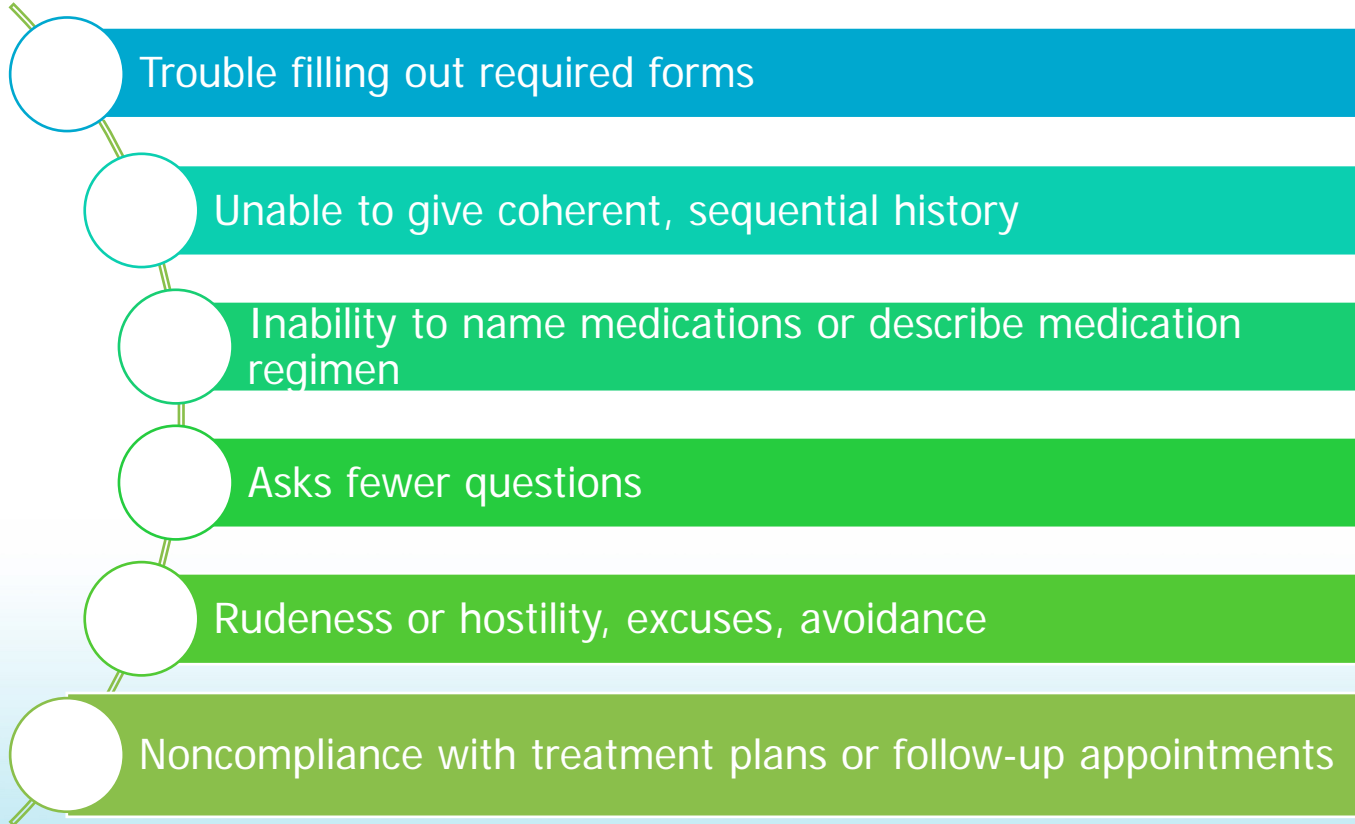 Trouble filling out required forms
Unable to give coherent, sequential history
Inability to name medications or describe medication
regimen
Asks fewer questions
Rudeness or hostility, excuses, avoidance
Noncompliance with treatment plans or follow-up appointments